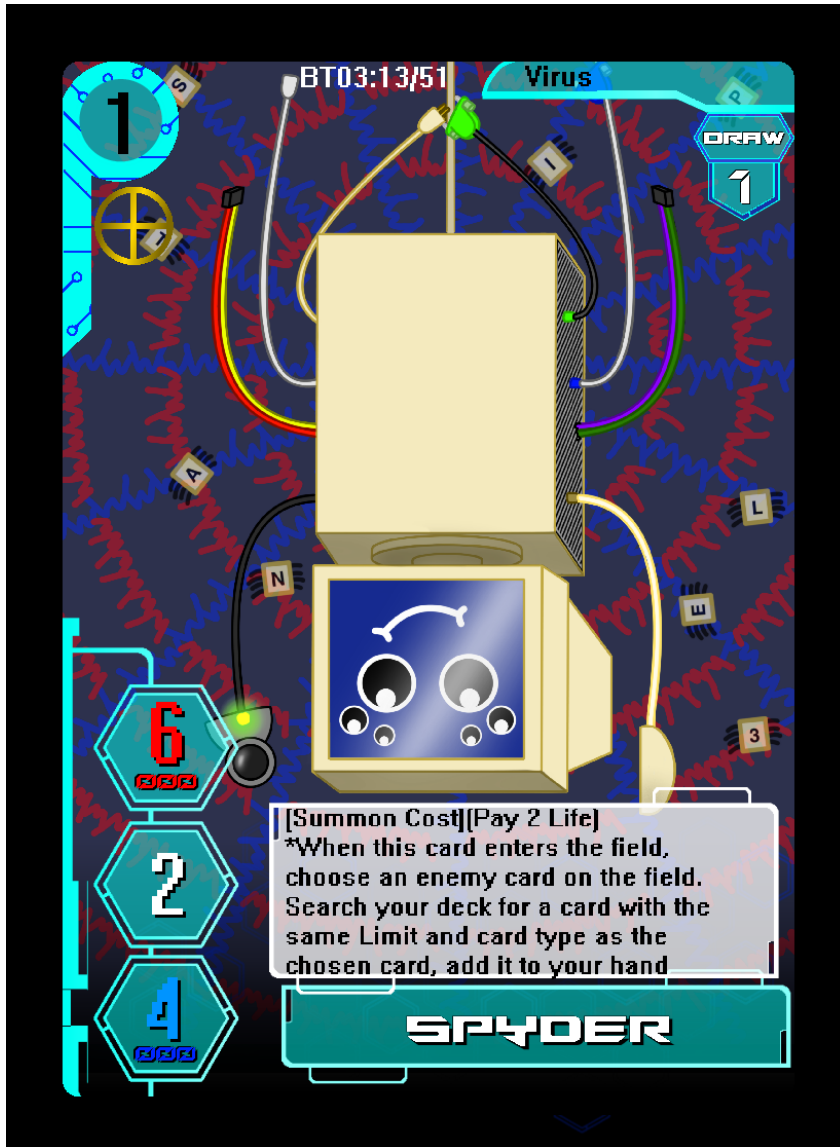 BT03:13/51
Virus
1
DRAW
1
S
P
I
L
A
L
N
E
3
6
000
2
4
000
[Summon Cost][Pay 2 Life]
*When this card enters the field,
choose an enemy card on the field.
Search your deck for a card with the
same Limit and card type as the
chosen card, add it to your hand
SPYDER